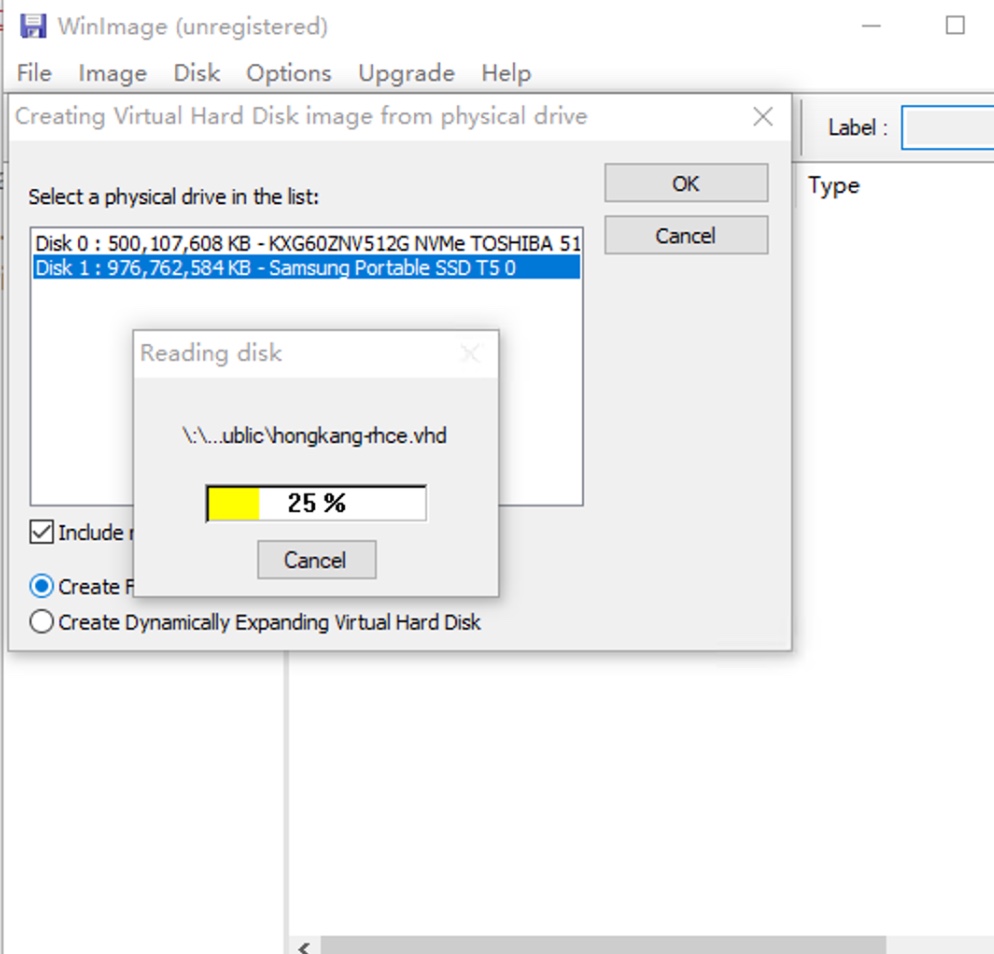 WinImage (unregistered)
File Image Disk Options Upgrade Help
Creating Virtual Hard Disk image from physical drive
Label :
Select a physical drive in the list:
OK
Type
Cancel
Disk 0 : 500,107,608 KB - KXG60ZNV512G NVMe TOSHIBA 51
Disk 1 : 976,762,584 KB - Samsung Portable SSD T5 0
Reading disk
\:\...ublic\hongkang-rhce.vhd
25 %
Cancel
Include
Create F
Create Dynamically Expanding Virtual Hard Disk